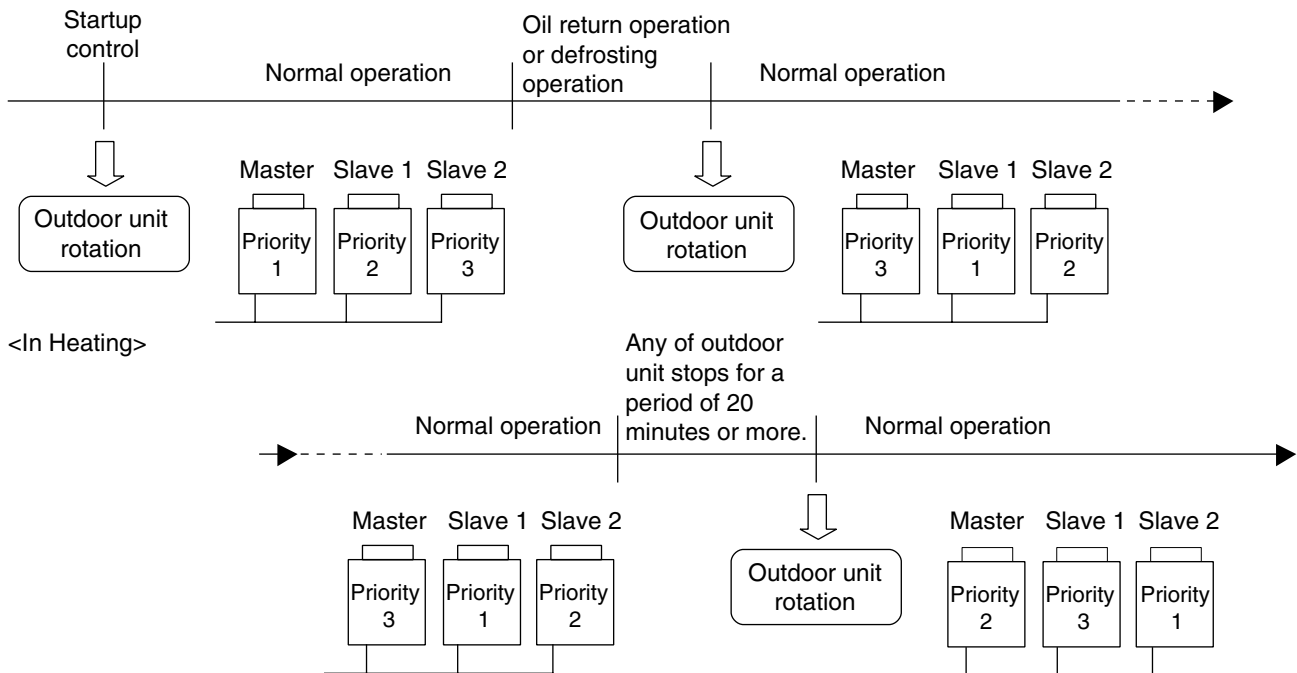 Startup
control
Normal operation
Oil return operation
or defrosting
operation
Normal operation
Outdoor unit
rotation
Master Slave 1 Slave 2
Priority Priority Priority
1 2 3
Outdoor unit
rotation
Master Slave 1 Slave 2
Priority Priority Priority
3 1 2
<In Heating>
Normal operation
Any of outdoor
unit stops for a
period of 20
minutes or more.
Normal operation
Master Slave 1 Slave 2
Priority Priority Priority
3 1 2
Outdoor unit
rotation
Master Slave 1 Slave 2
Priority Priority Priority
2 3 1